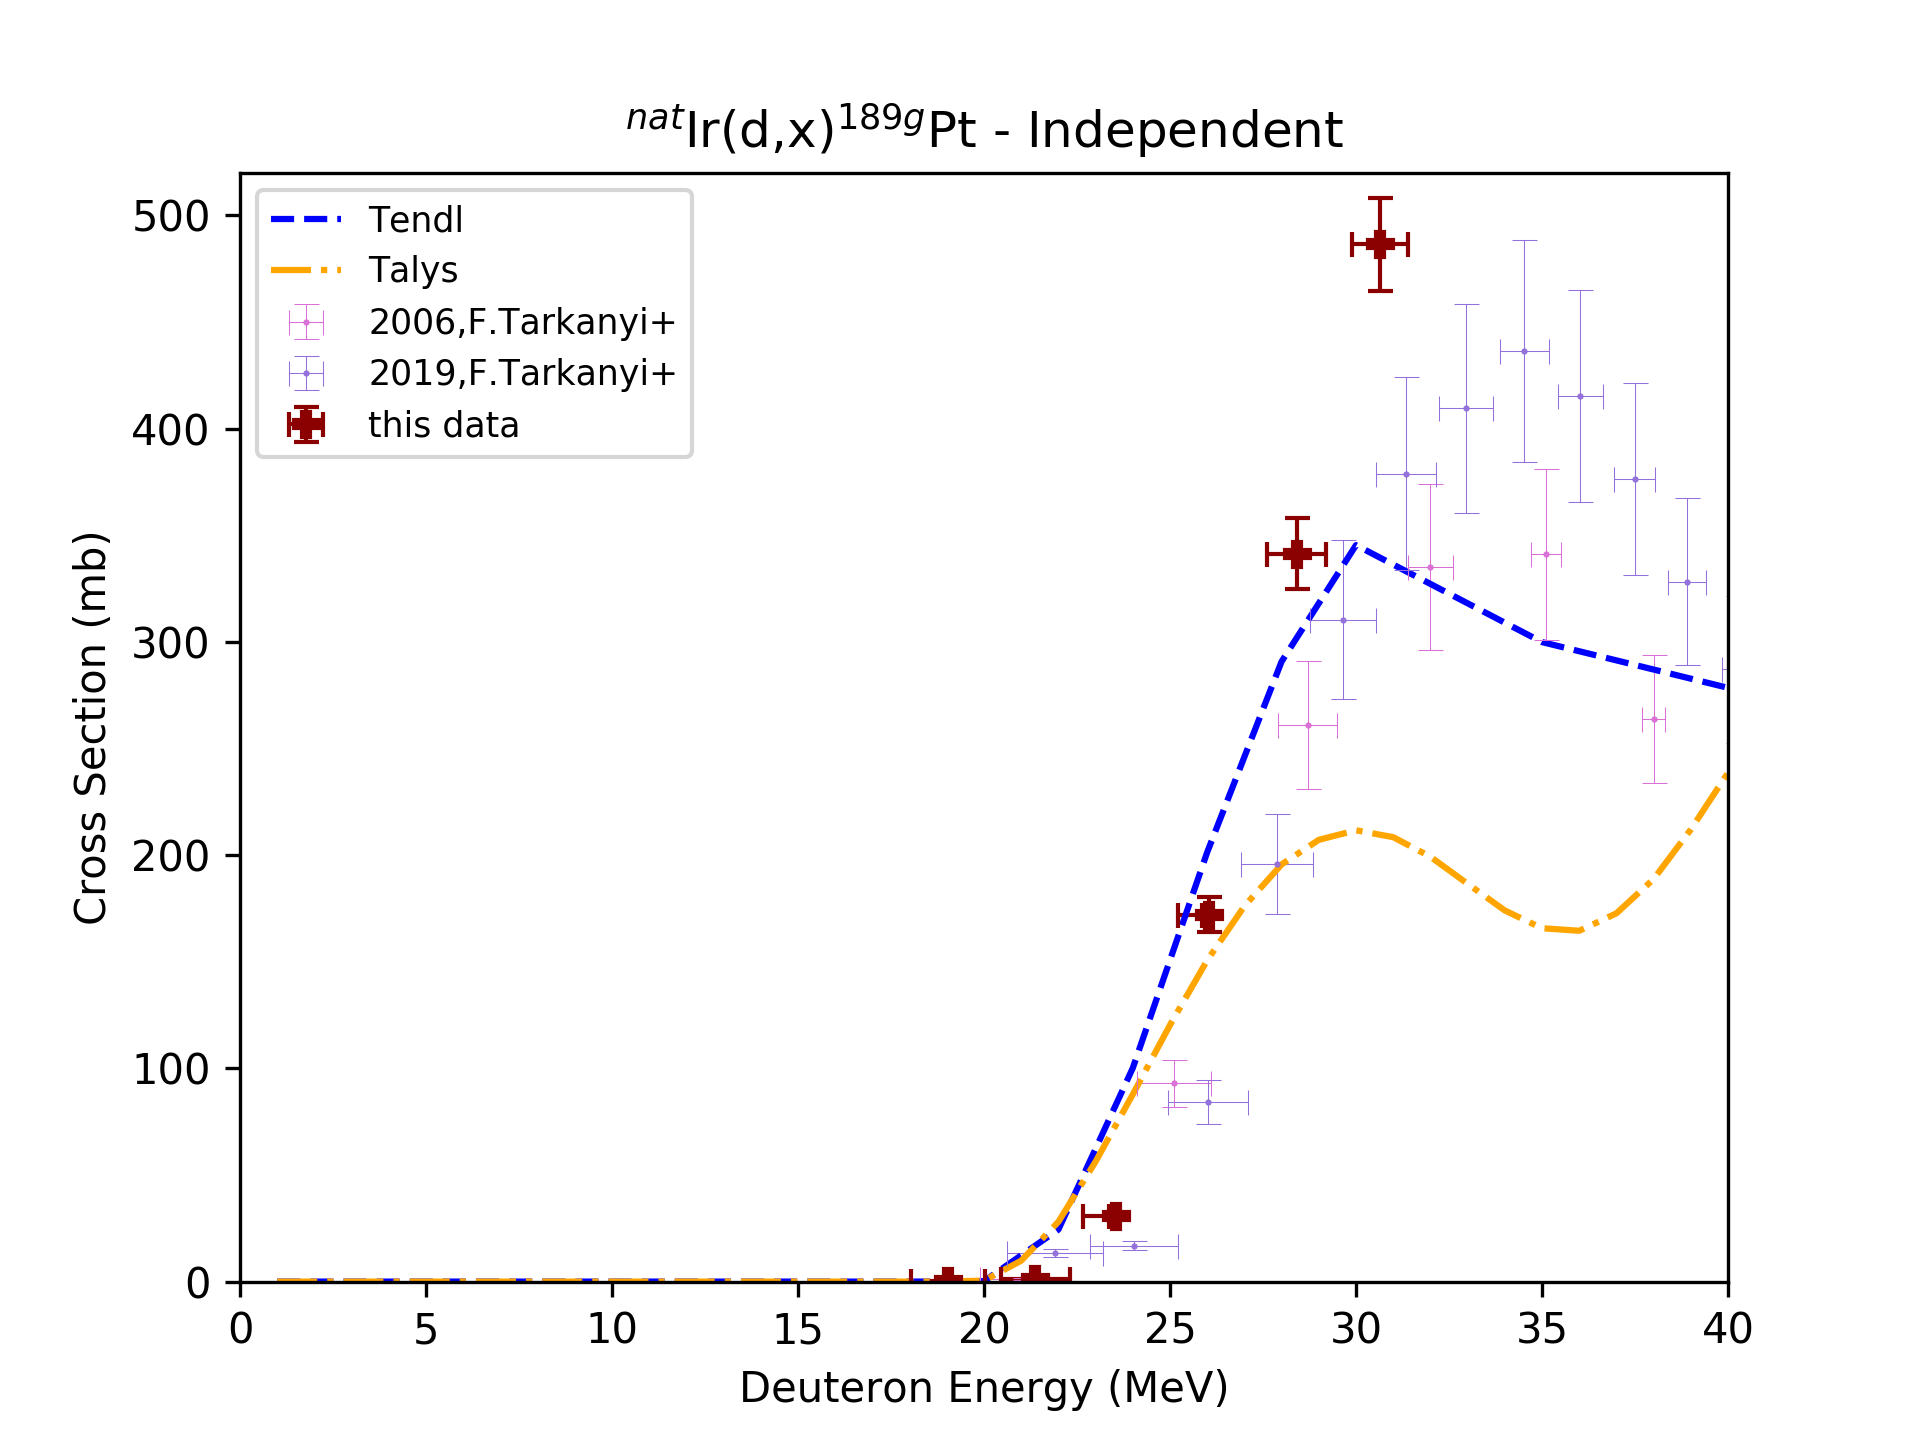 natIr(d,x)189gPt - Independent
Tendl
Talys
2006,F.Tarkanyi+
2019,F.Tarkanyi+
this data
Cross Section (mb)
500
400
300
200
100
0
0 5 10 15 20 25 30 35 40
Deuteron Energy (MeV)